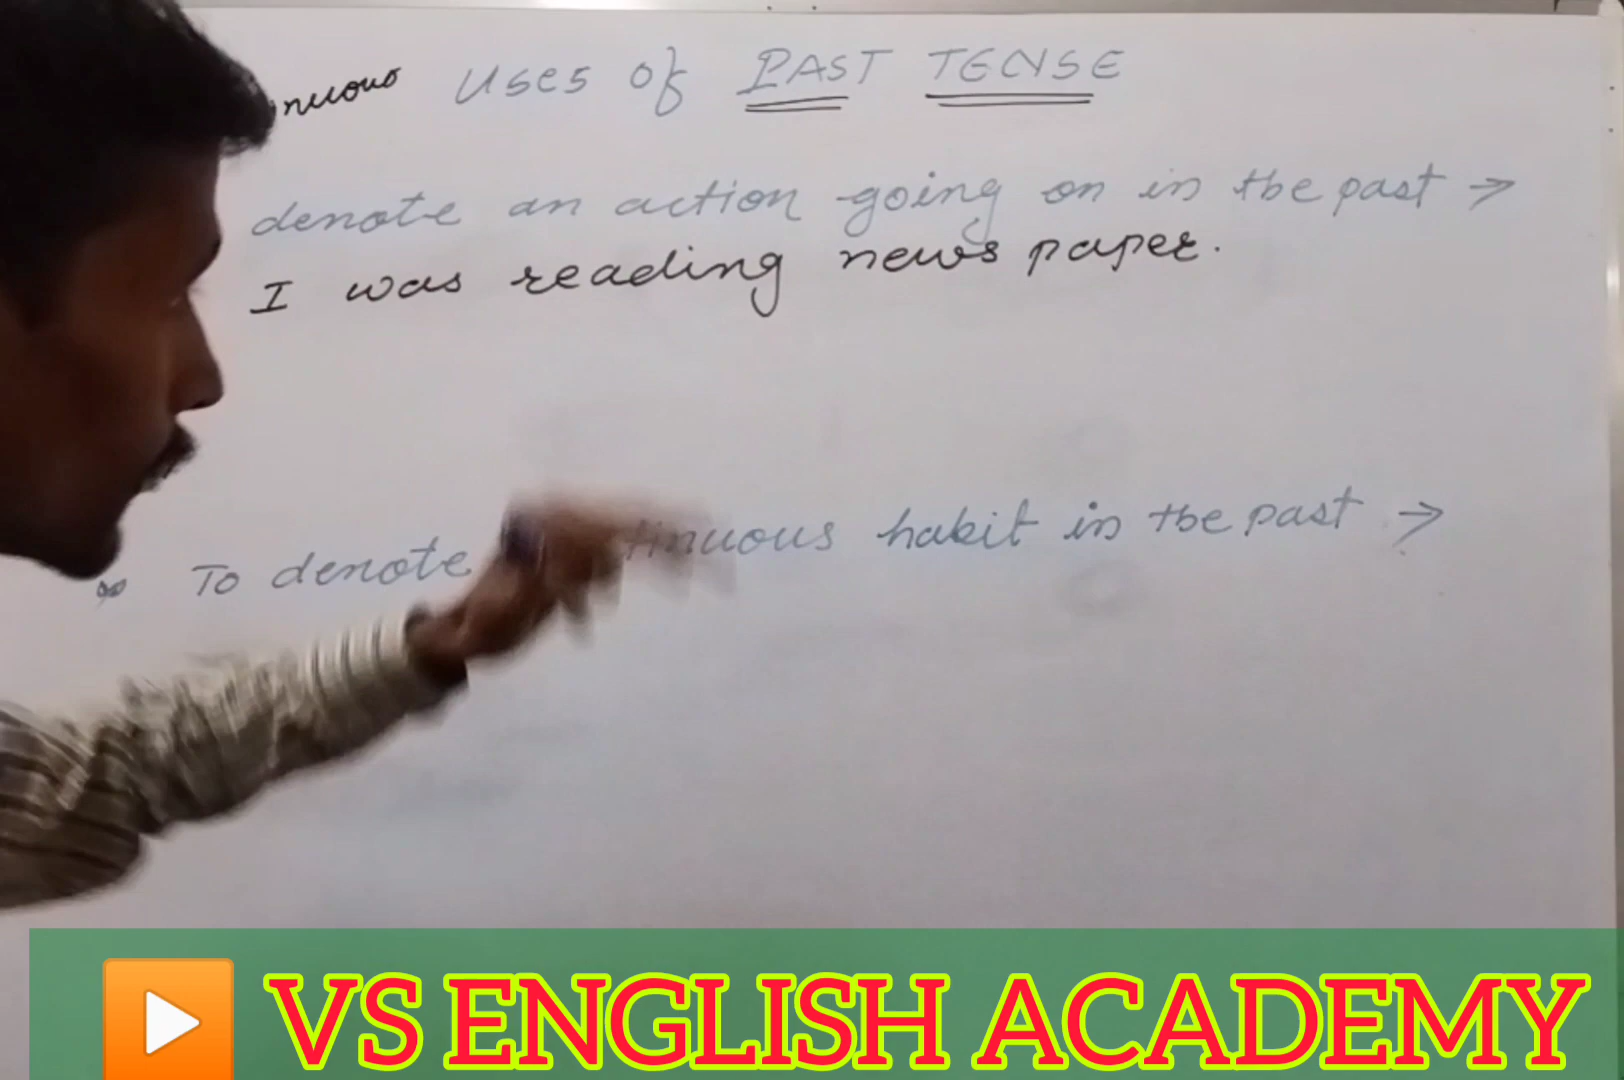 Uses of PAST TENSE
denote an action going on in the past →
I was reading news paper.
To denote habit in the past →
VS ENGLISH ACADEMY